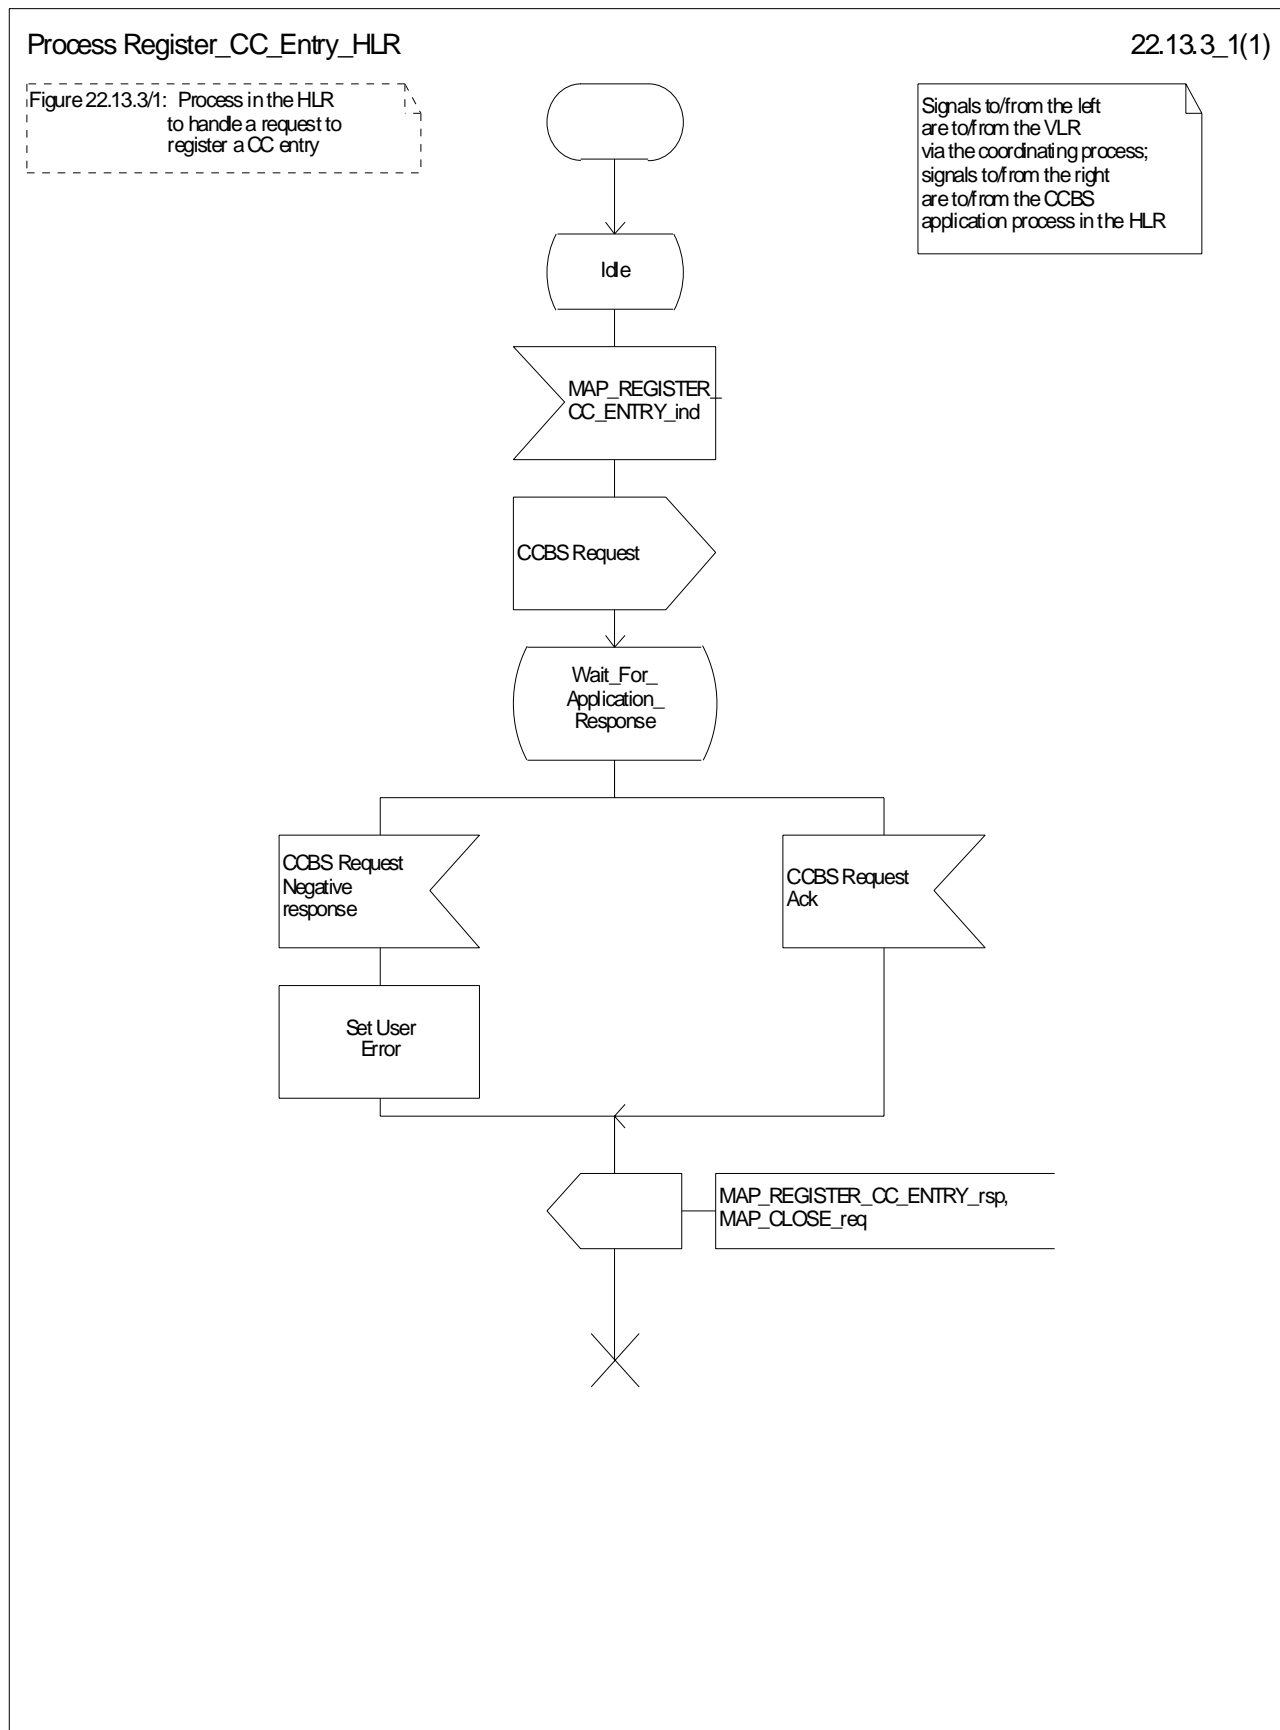 Process Register_CC_Entry_HLR
22.13.3_1(1)
Figure 22.13.3/1: Process in the HLR
to handle a request to
register a CC entry
Signals to/from the left
are to/from the VLR
via the coordinating process;
signals to/from the right
are to/from the CCBS
application process in the HLR
Idle
MAP_REGISTER_
CC_ENTRY_ind
CCBS Request
Wait_For_
Application_
Response
CCBS Request
Negative
response
CCBS Request
Ack
Set User
Error
MAP_REGISTER_CC_ENTRY_rsp,
MAP_CLOSE_req